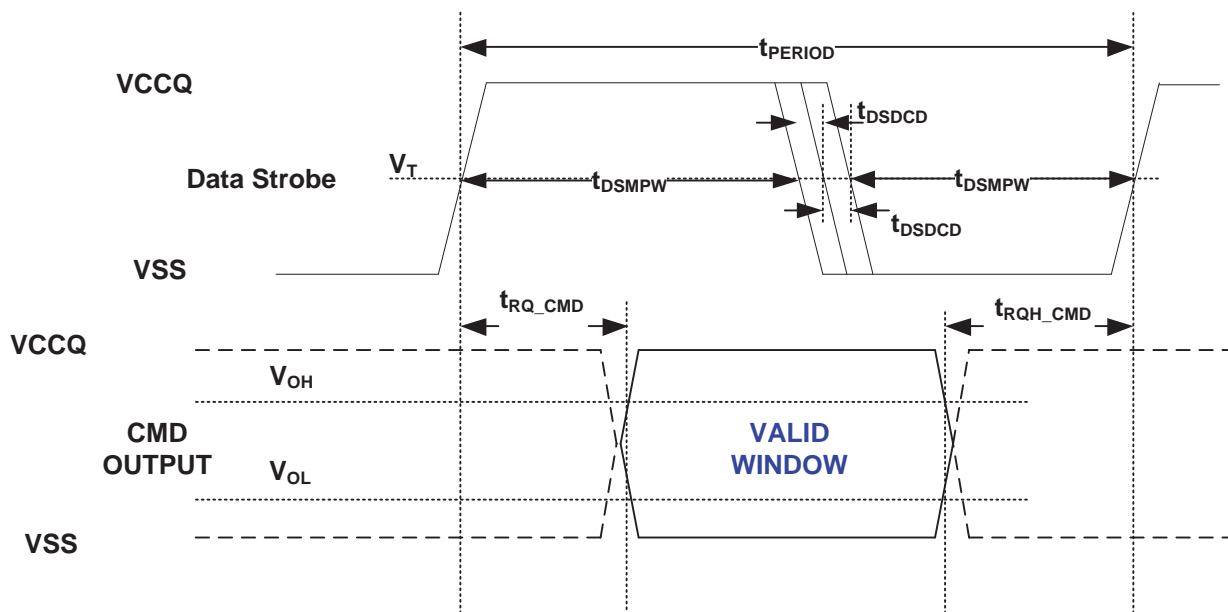 tPERIOD
VCCQ
tDSDCD
VT
Data Strobe
tDSMPW
tDSMPW
tDSDCD
VSS
tRQ_CMD
tRQH_CMD
VCCQ
VOH
CMD
OUTPUT
VALID
WINDOW
VOL
VSS